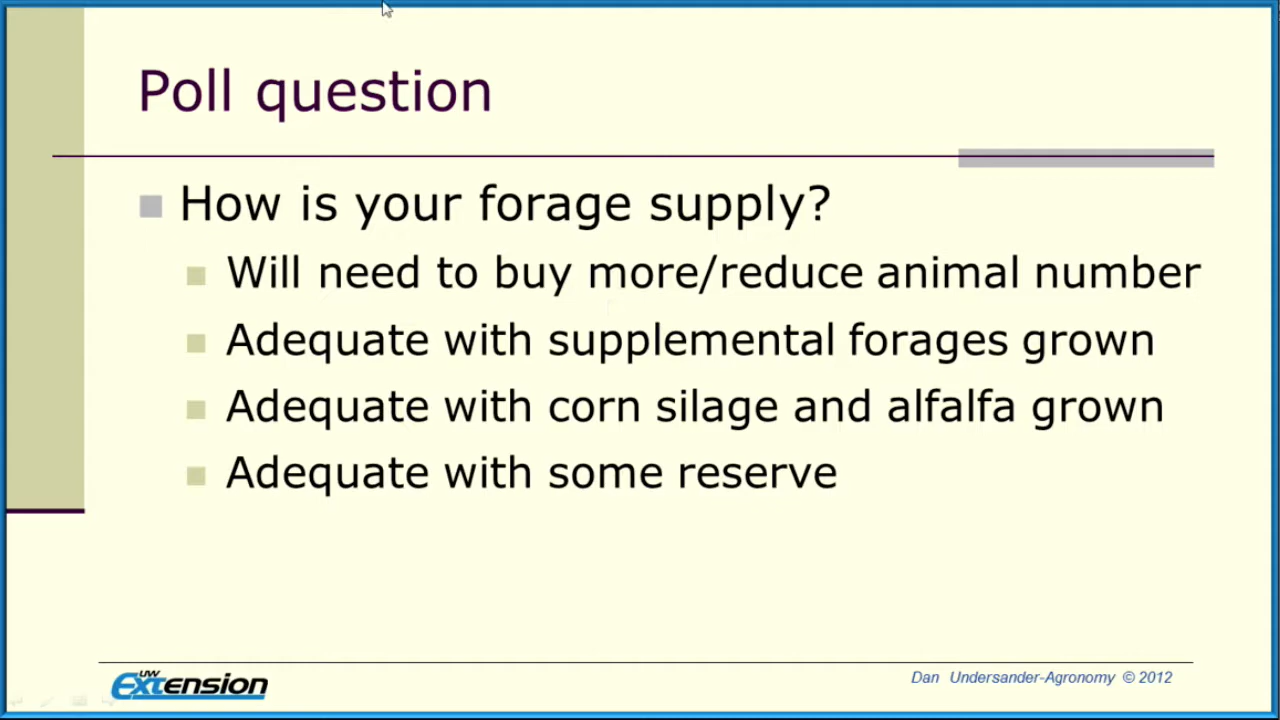 Poll question
How is your forage supply?
Will need to buy more/reduce animal number
Adequate with supplemental forages grown
Adequate with corn silage and alfalfa grown
Adequate with some reserve
UW
Extension
Dan Undersander-Agronomy © 2012